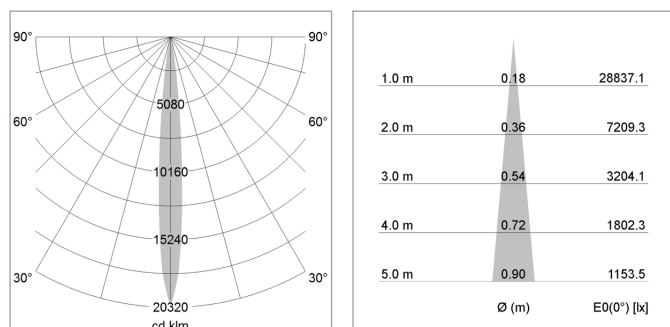 90° 90°
5080
60° 60°
10160
15240
30° 30°
20320
cd klm
1.0 m 0.18 28837.1
2.0 m 0.36 7209.3
3.0 m 0.54 3204.1
4.0 m 0.72 1802.3
5.0 m 0.90 1153.5
Ø (m) E0(0°) [lx]